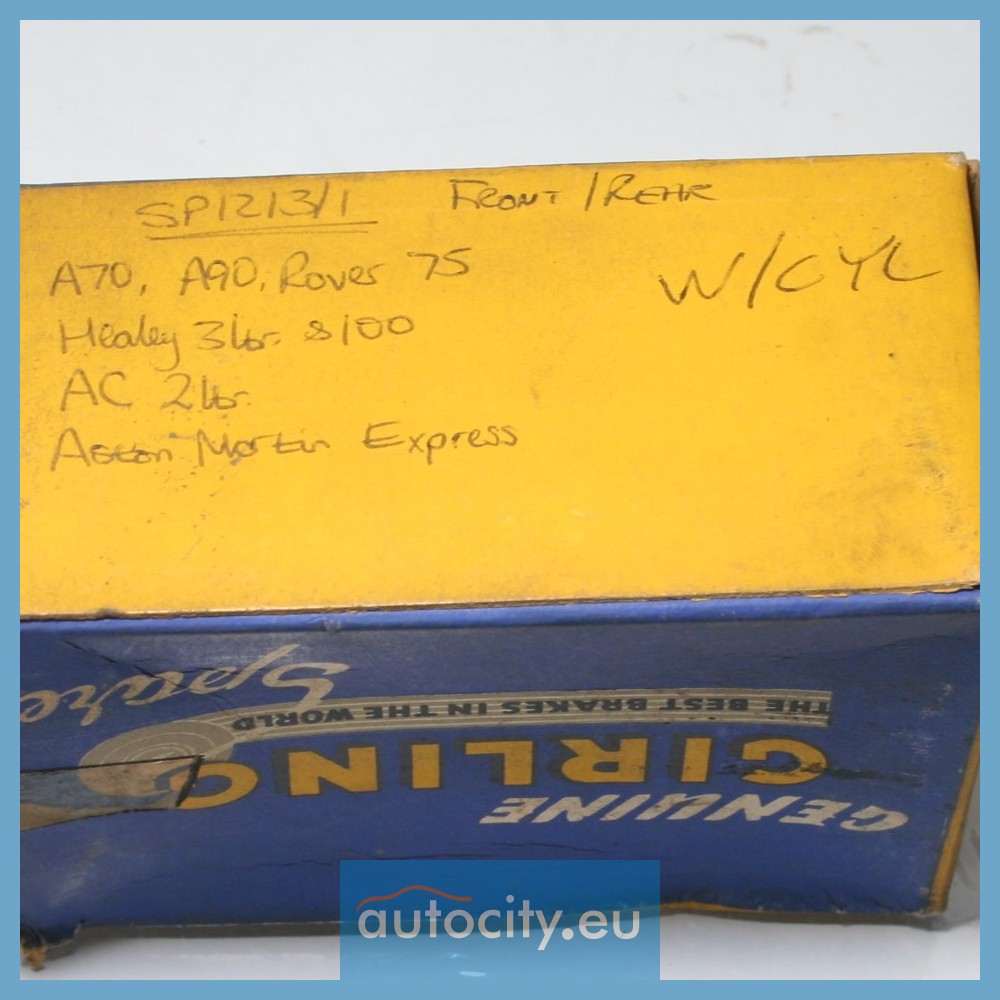 SP1213/1 FRONT/REAR
A70, A90, Rover 75
W/CYL
Healey 3ltr & 100
AC 2ltr
Aston Martin Express
Spare
THE BEST BRAKES IN THE WORLD
GIRLING
GENUINE
autocity.eu